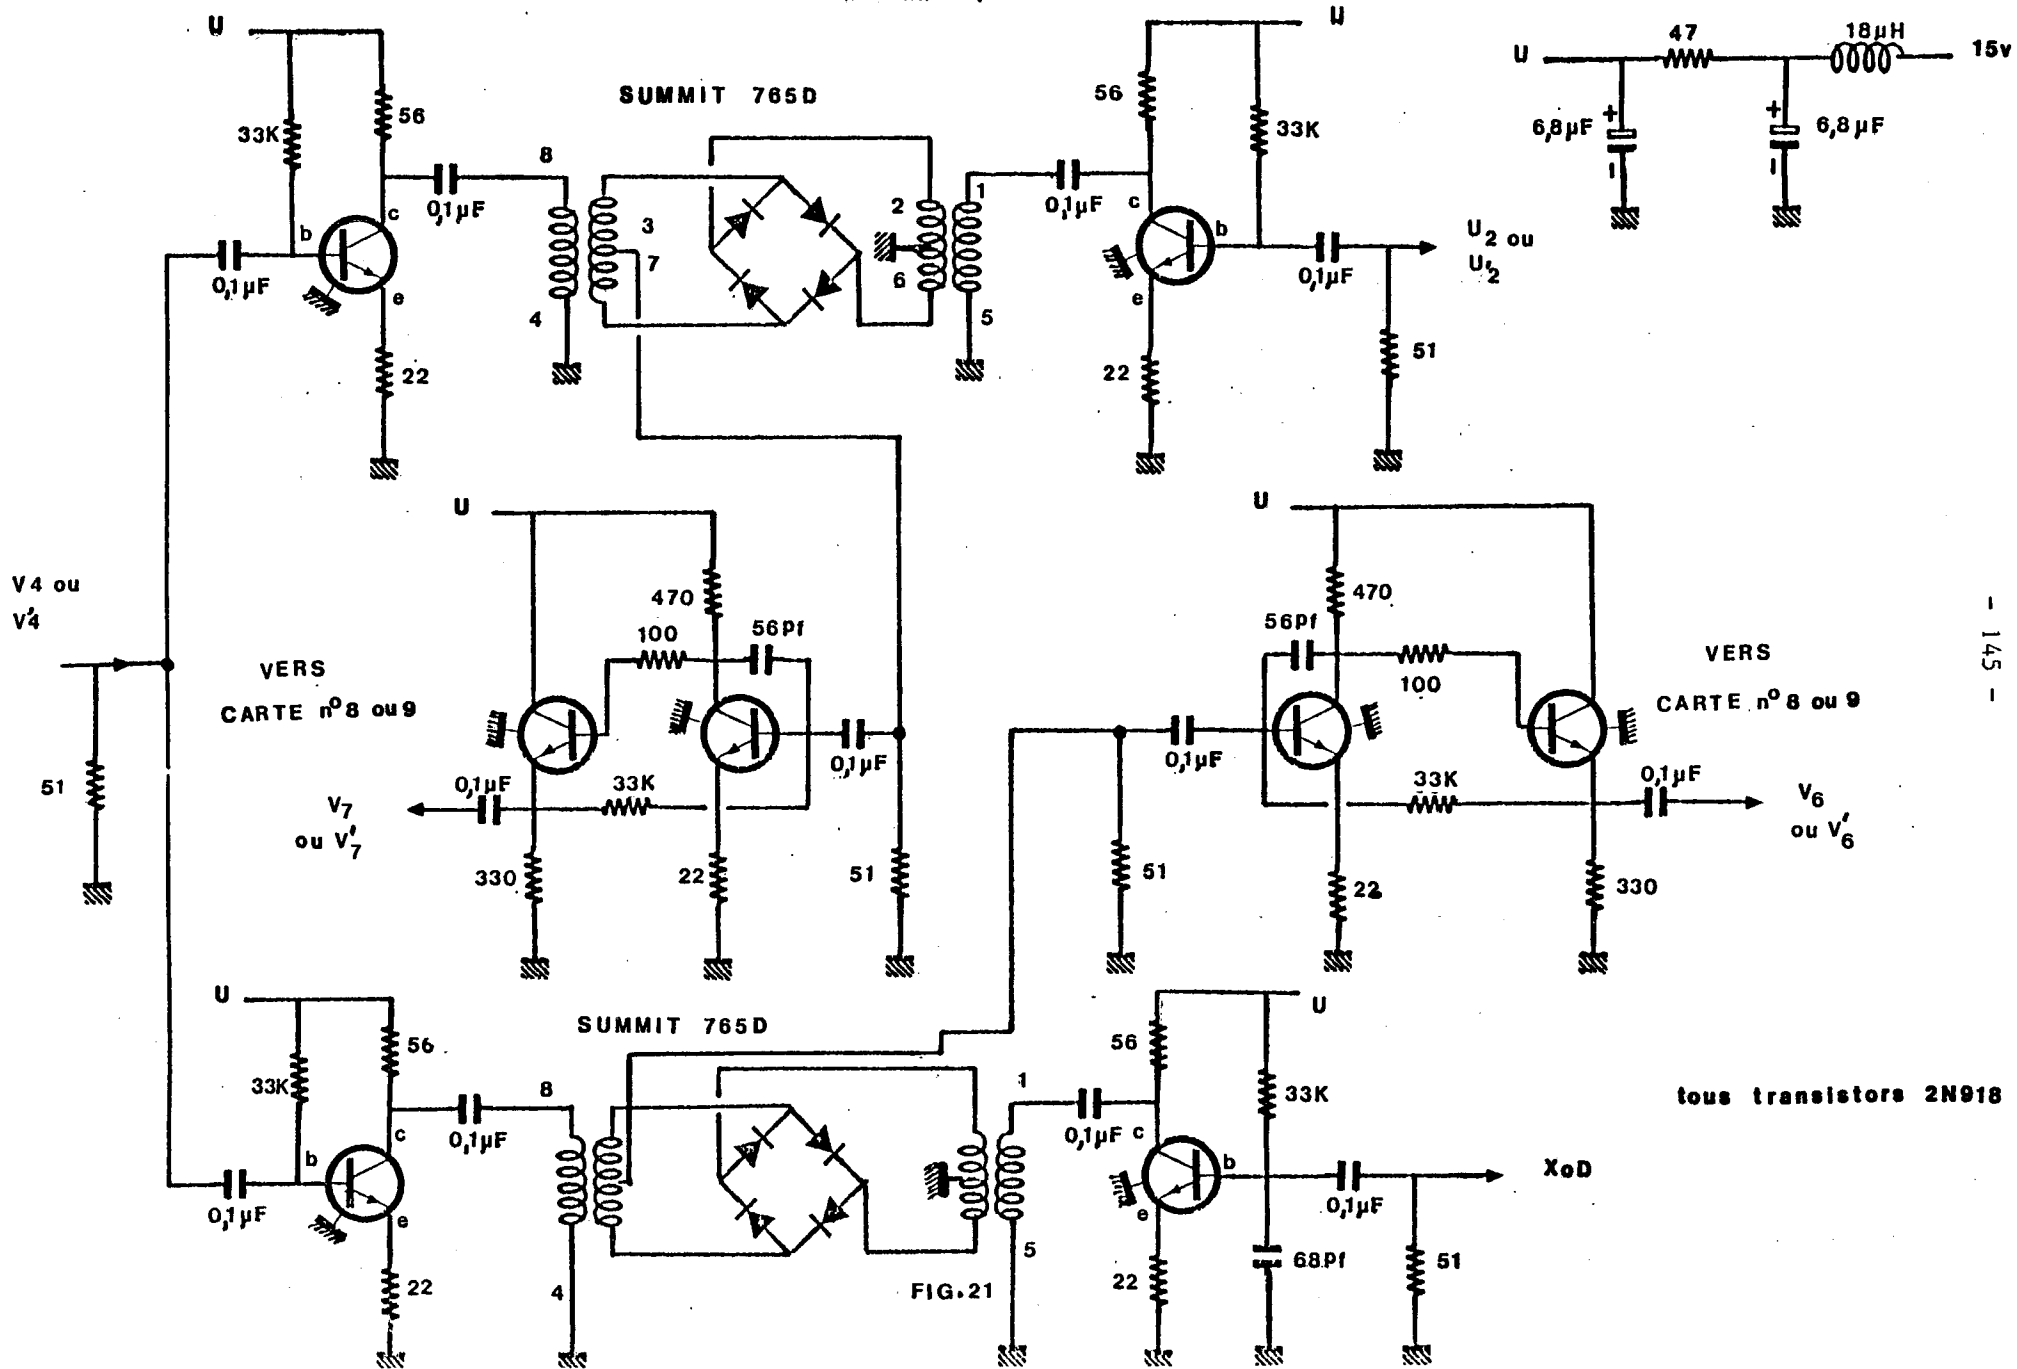 U
U
U
47
18µH
15v
SUMMIT 765D
56
33K
56
33K
6,8µF
+
-
+
-
6,8µF
8
0,1µF
c
b
e
0,1µF
22
3
7
4
2
6
1
5
0,1µF
c
b
e
0,1µF
U2 ou
U'2
22
51
U
U
V4 ou
V'4
470
100
56Pf
56Pf
470
100
- 145 -
VERS
CARTE nº8 ou 9
VERS
CARTE nº8 ou 9
51
0,1µF
33K
0,1µF
0,1µF
33K
0,1µF
V7
ou V'7
V6
ou V'6
330
22
51
51
22
330
U
SUMMIT 765D
U
56
33K
56
33K
tous transistors 2N918
8
0,1µF
c
b
e
0,1µF
22
4
1
0,1µF
c
b
e
0,1µF
XoD
5
22
68Pf
51
FIG.21